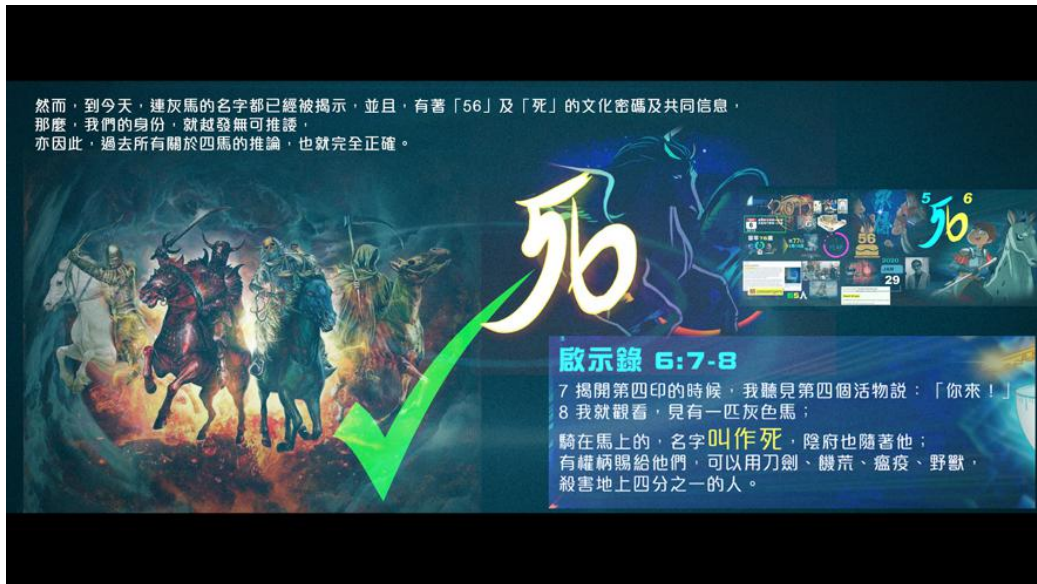 然而，到今天，連灰馬的名字都已經被揭示，並且，有著「56」及「死」的文化密碼及共同信息，
那麼，我們的身份，就越發無可推諉，
亦因此，過去所有關於四馬的推論，也就完全正確。
5
6
56
2020
JAN
29
啟示錄 6:7-8
7 揭開第四印的時候，我聽見第四個活物説：「你來！」
8 我就觀看，見有一匹灰色馬；
騎在馬上的，名字叫作死，陰府也隨著他；
有權柄賜給他們，可以用刀劍、饑荒、瘟疫、野獸，
殺害地上四分之一的人。